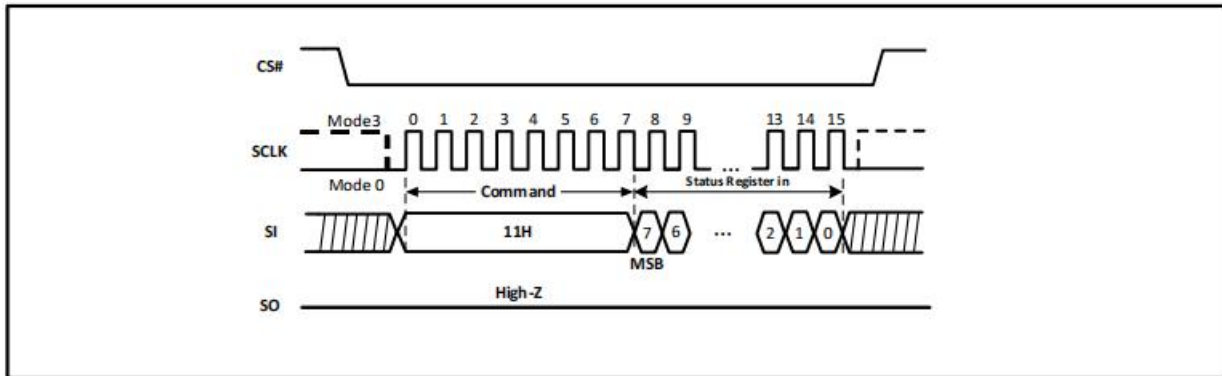 CS#
Mode3 0 1 2 3 4 5 6 7 8 9 13 14 15
SCLK ...
Mode 0 Command Status Register in
SI 11H 7 6 ... 2 1 0
MSB
High-Z
SO